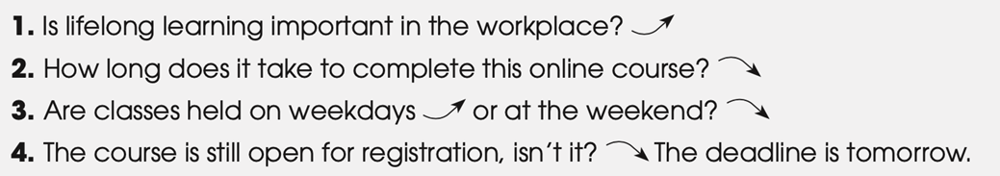 1. Is lifelong learning important in the workplace?
2. How long does it take to complete this online course?
3. Are classes held on weekdays or at the weekend?
4. The course is still open for registration, isn't it? The deadline is tomorrow.